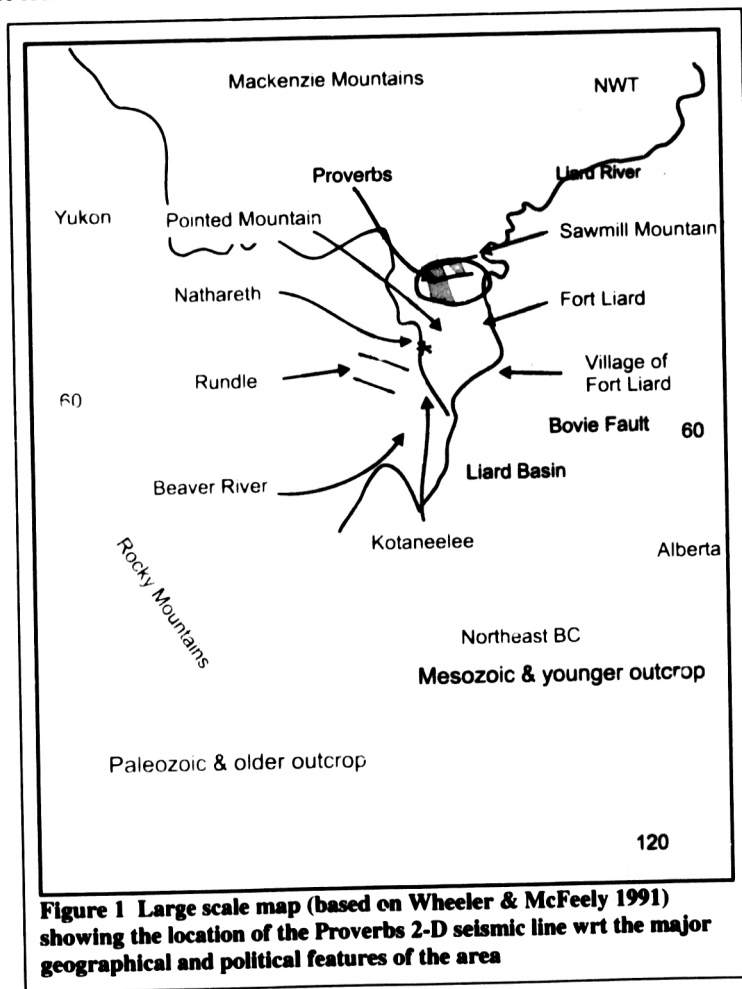 Mackenzie Mountains
NWT
Proverbs
Liard River
Yukon
Pointed Mountain
Sawmill Mountain
Nathareth
Fort Liard
Rundle
Village of
Fort Liard
60
Bovie Fault
60
Liard Basin
Beaver River
Kotaneelee
Alberta
Rocky Mountains
Northeast BC
Mesozoic & younger outcrop
Paleozoic & older outcrop
120
Figure 1 Large scale map (based on Wheeler & McFeely 1991)
showing the location of the Proverbs 2-D seismic line wrt the major
geographical and political features of the area